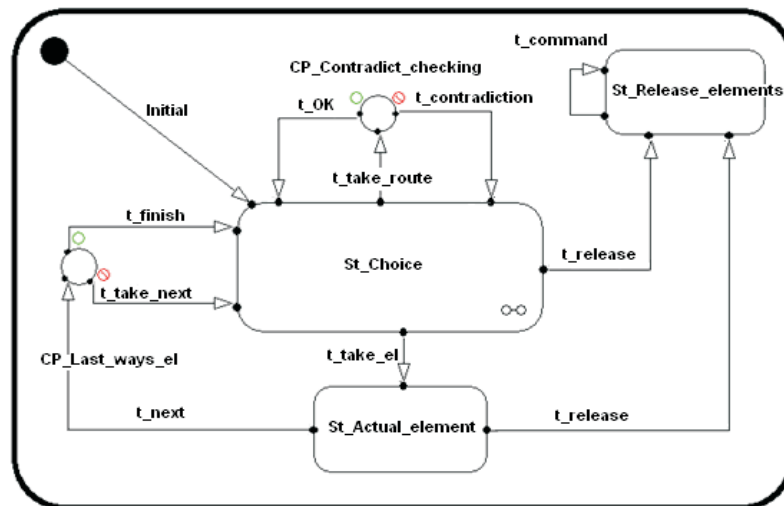 t_command
CP_Contradict_checking
St_Release_elements
t_OK
t_contradiction
Initial
t_take_route
t_finish
St_Choice
t_release
t_take_next
CP_Last_ways_el
t_take_el
t_next
St_Actual_element
t_release